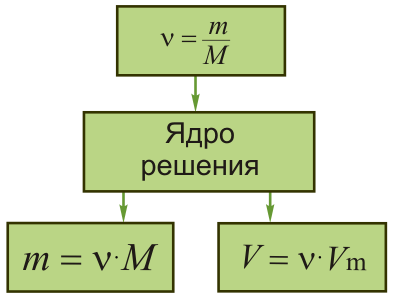 ν = m/M
Ядро
решения
m = ν·M
V = ν·Vm